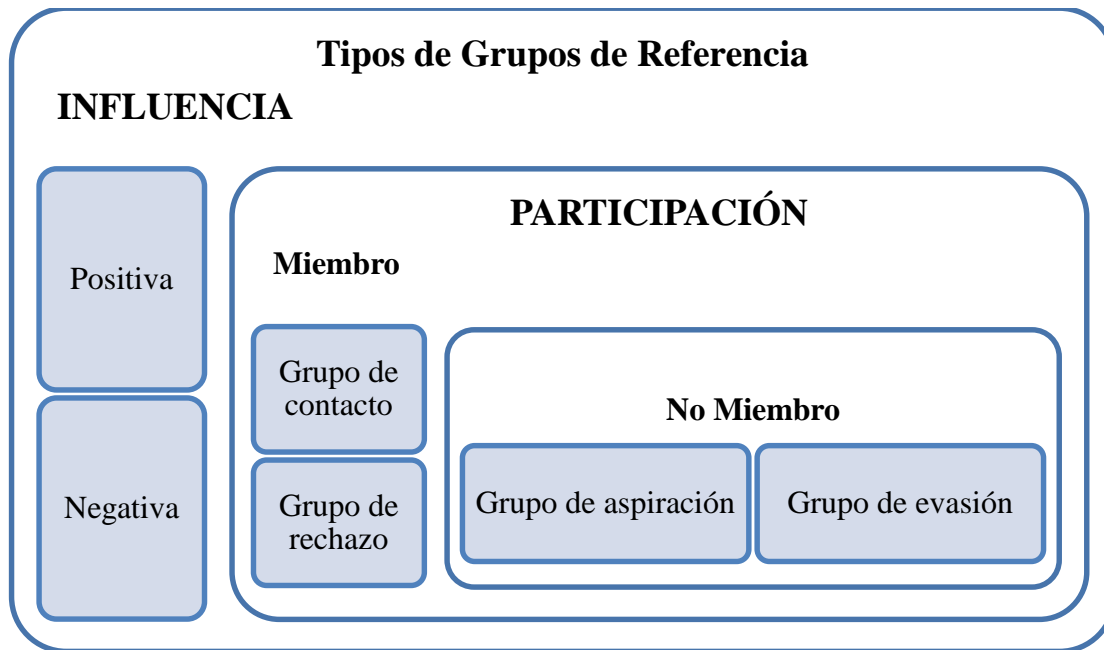 Tipos de Grupos de Referencia
INFLUENCIA
Positiva
Negativa
PARTICIPACIÓN
Miembro
Grupo de
contacto
Grupo de
rechazo
No Miembro
Grupo de aspiración
Grupo de evasión